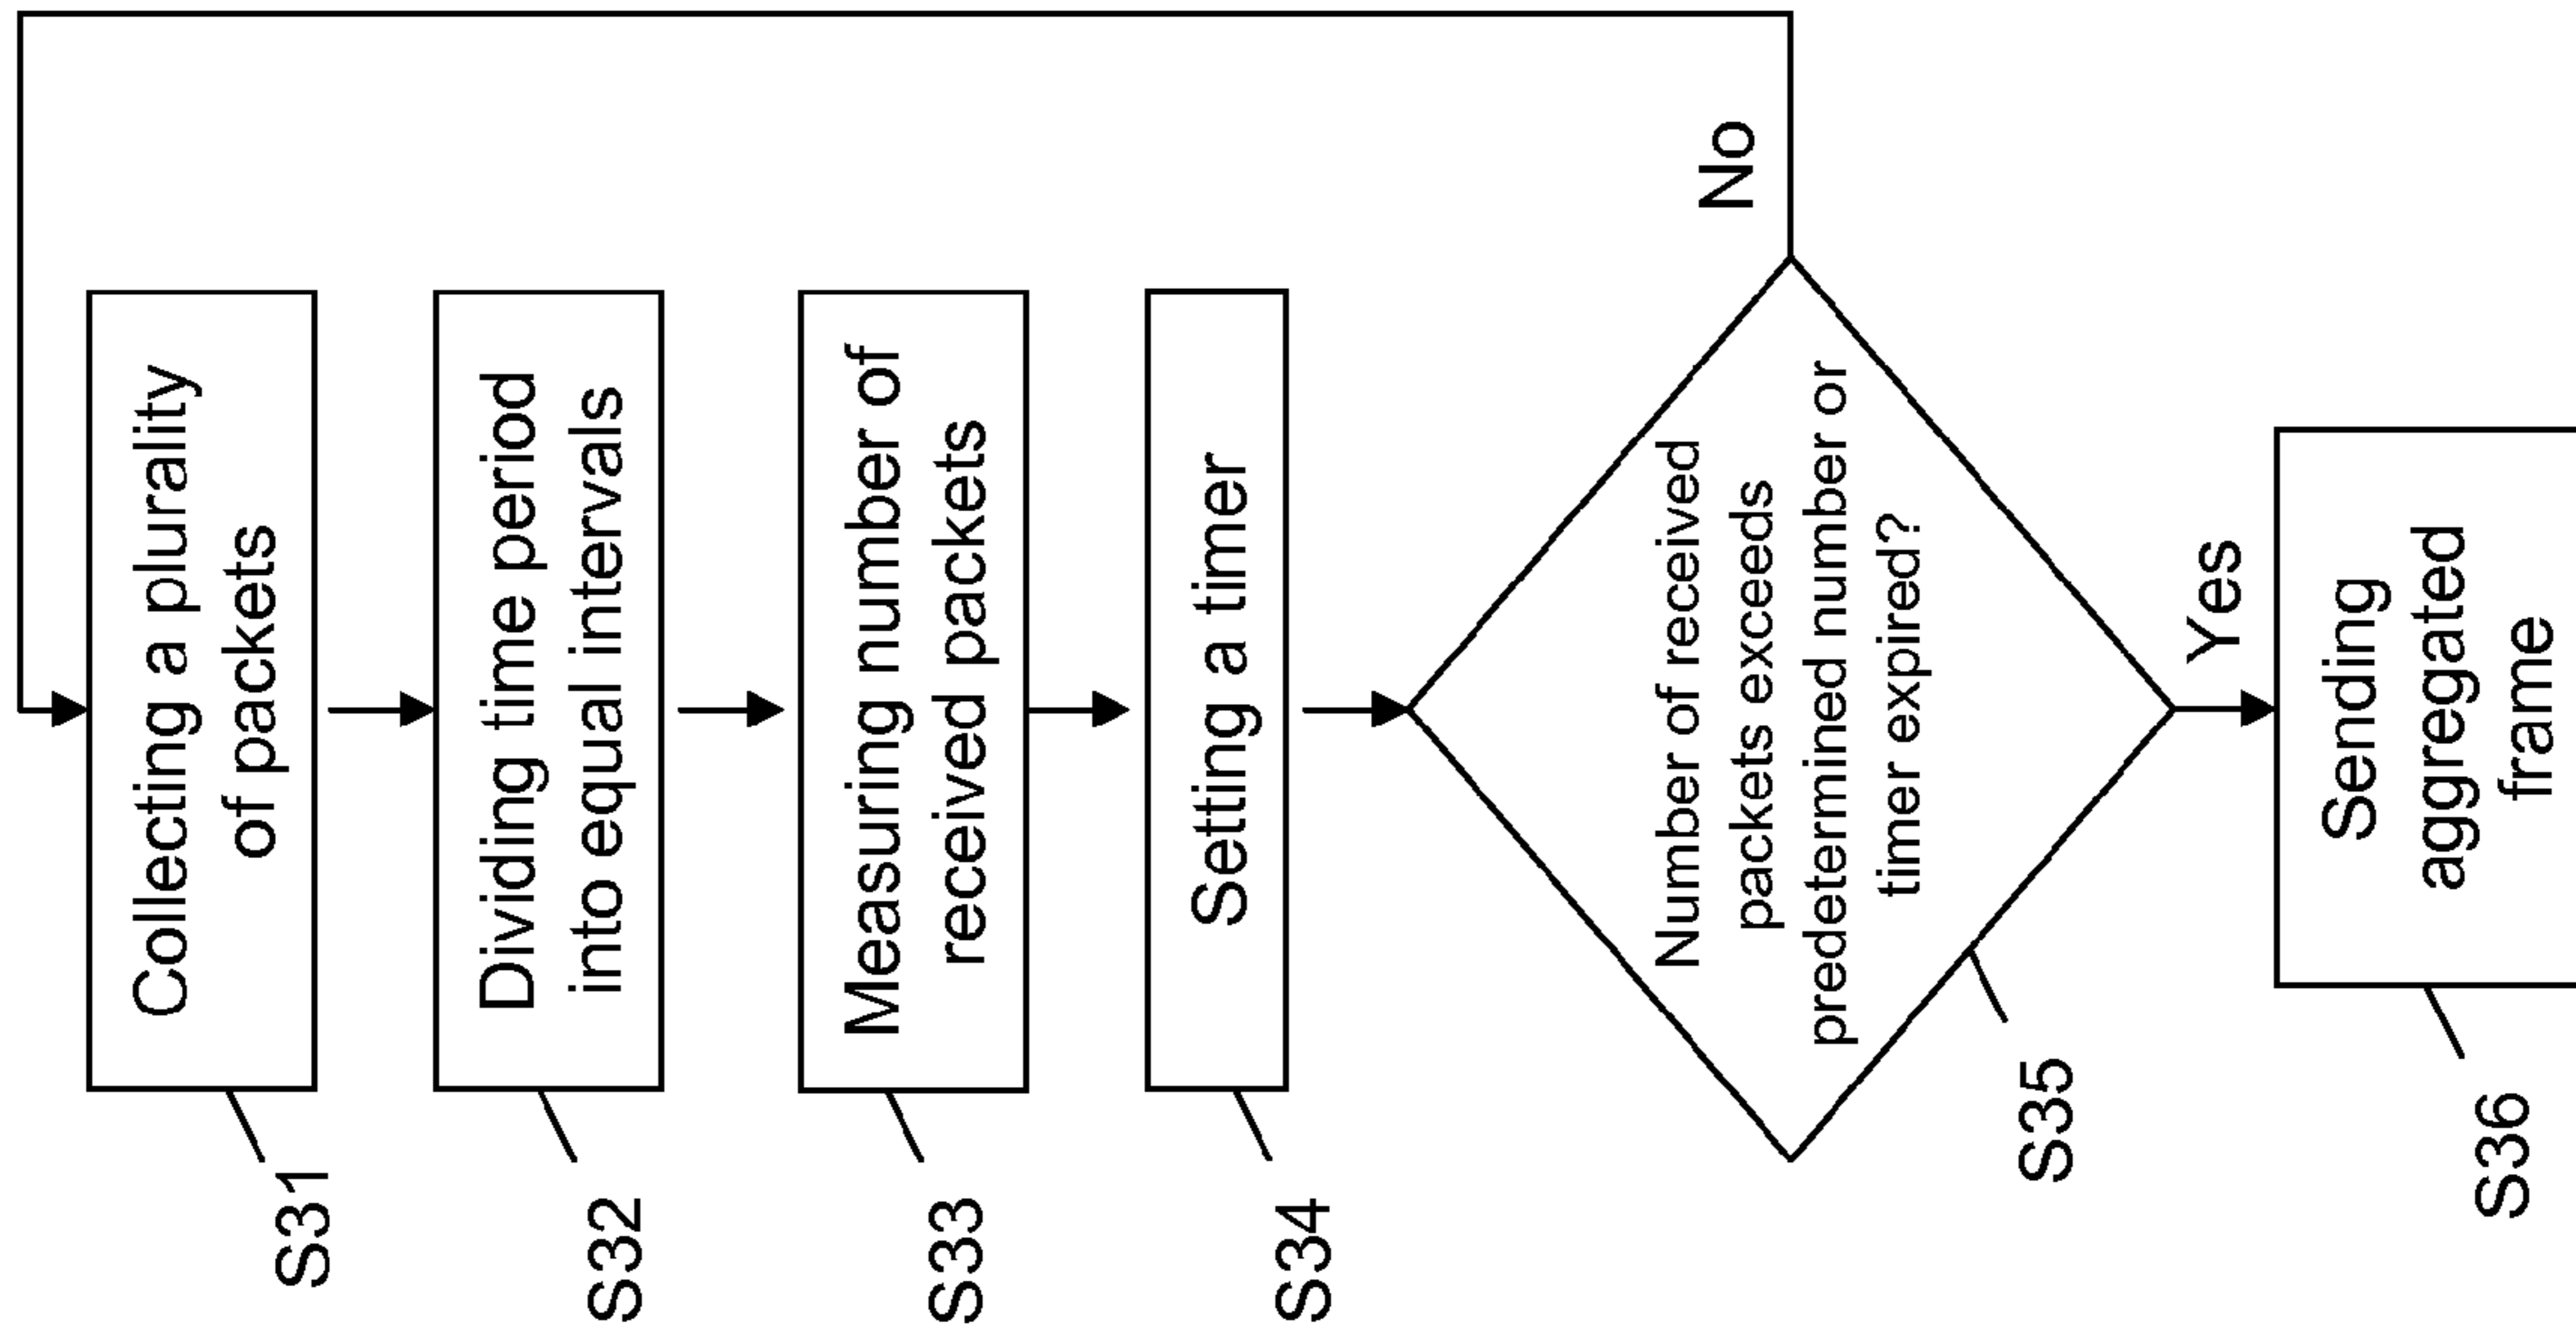 Collecting a plurality
of packets
S31
Dividing time period
into equal intervals
S32
Measuring number of
received packets
S33
Setting a timer
S34
Number of received
packets exceeds
predetermined number or
timer expired?
S35
No
Yes
Sending
aggregated
frame
S36